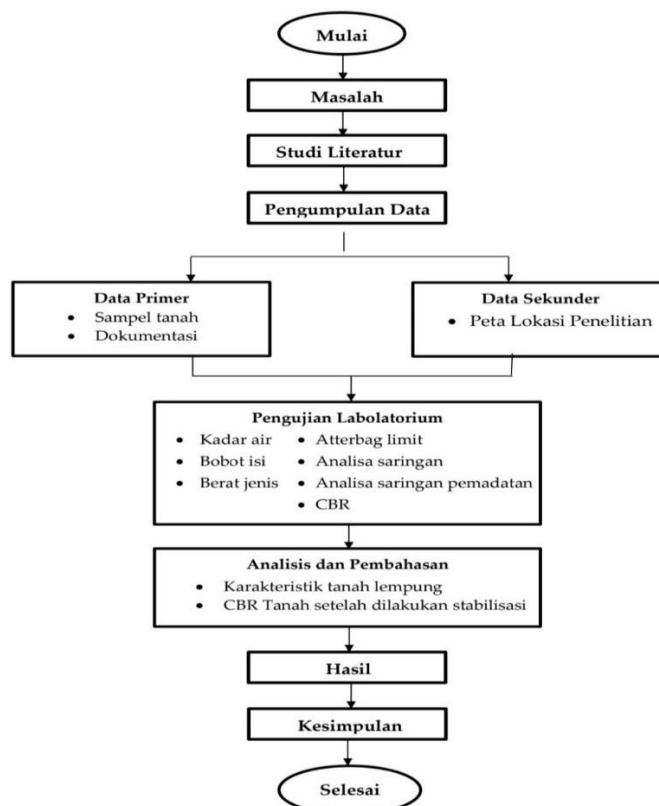 Mulai
Masalah
Studi Literatur
Pengumpulan Data
Data Primer
• Sampel tanah
• Dokumentasi
Data Sekunder
• Peta Lokasi Penelitian
Pengujian Labolatorium
• Kadar air
• Bobot isi
• Berat jenis
• Atterbag limit
• Analisa saringan
• Analisa saringan pemadatan
• CBR
Analisis dan Pembahasan
• Karakteristik tanah lempung
• CBR Tanah setelah dilakukan stabilisasi
Hasil
Kesimpulan
Selesai